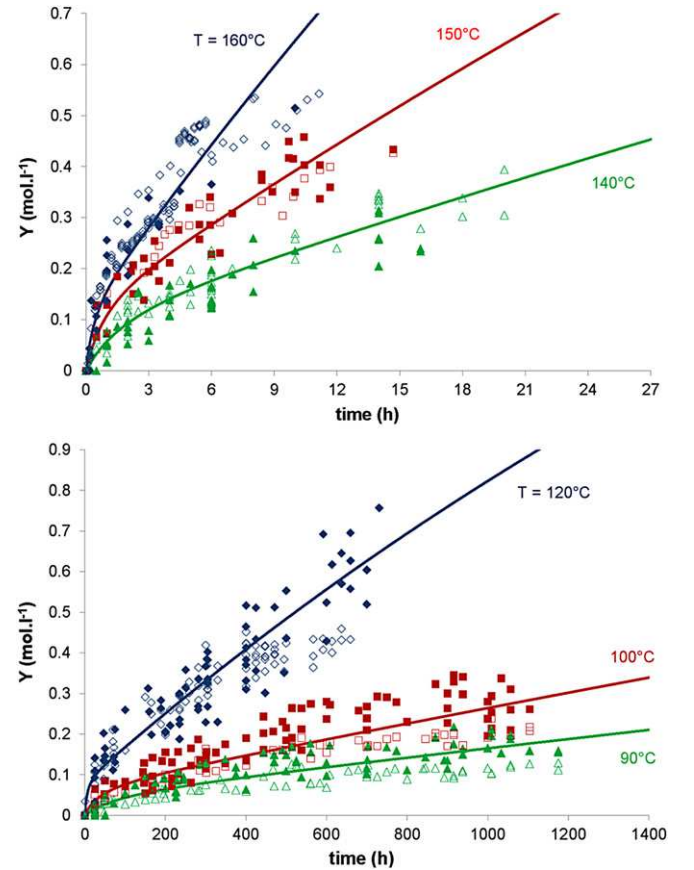 0.7
0.6
0.5
0.4
0.3
0.2
0.1
0
Y (mol.l⁻¹)
T = 160°C
150°C
140°C
0 3 6 9 12 15 18 21 24 27
time (h)
0.9
0.8
0.7
0.6
0.5
0.4
0.3
0.2
0.1
0
Y (mol.l⁻¹)
T = 120°C
100°C
90°C
0 200 400 600 800 1000 1200 1400
time (h)